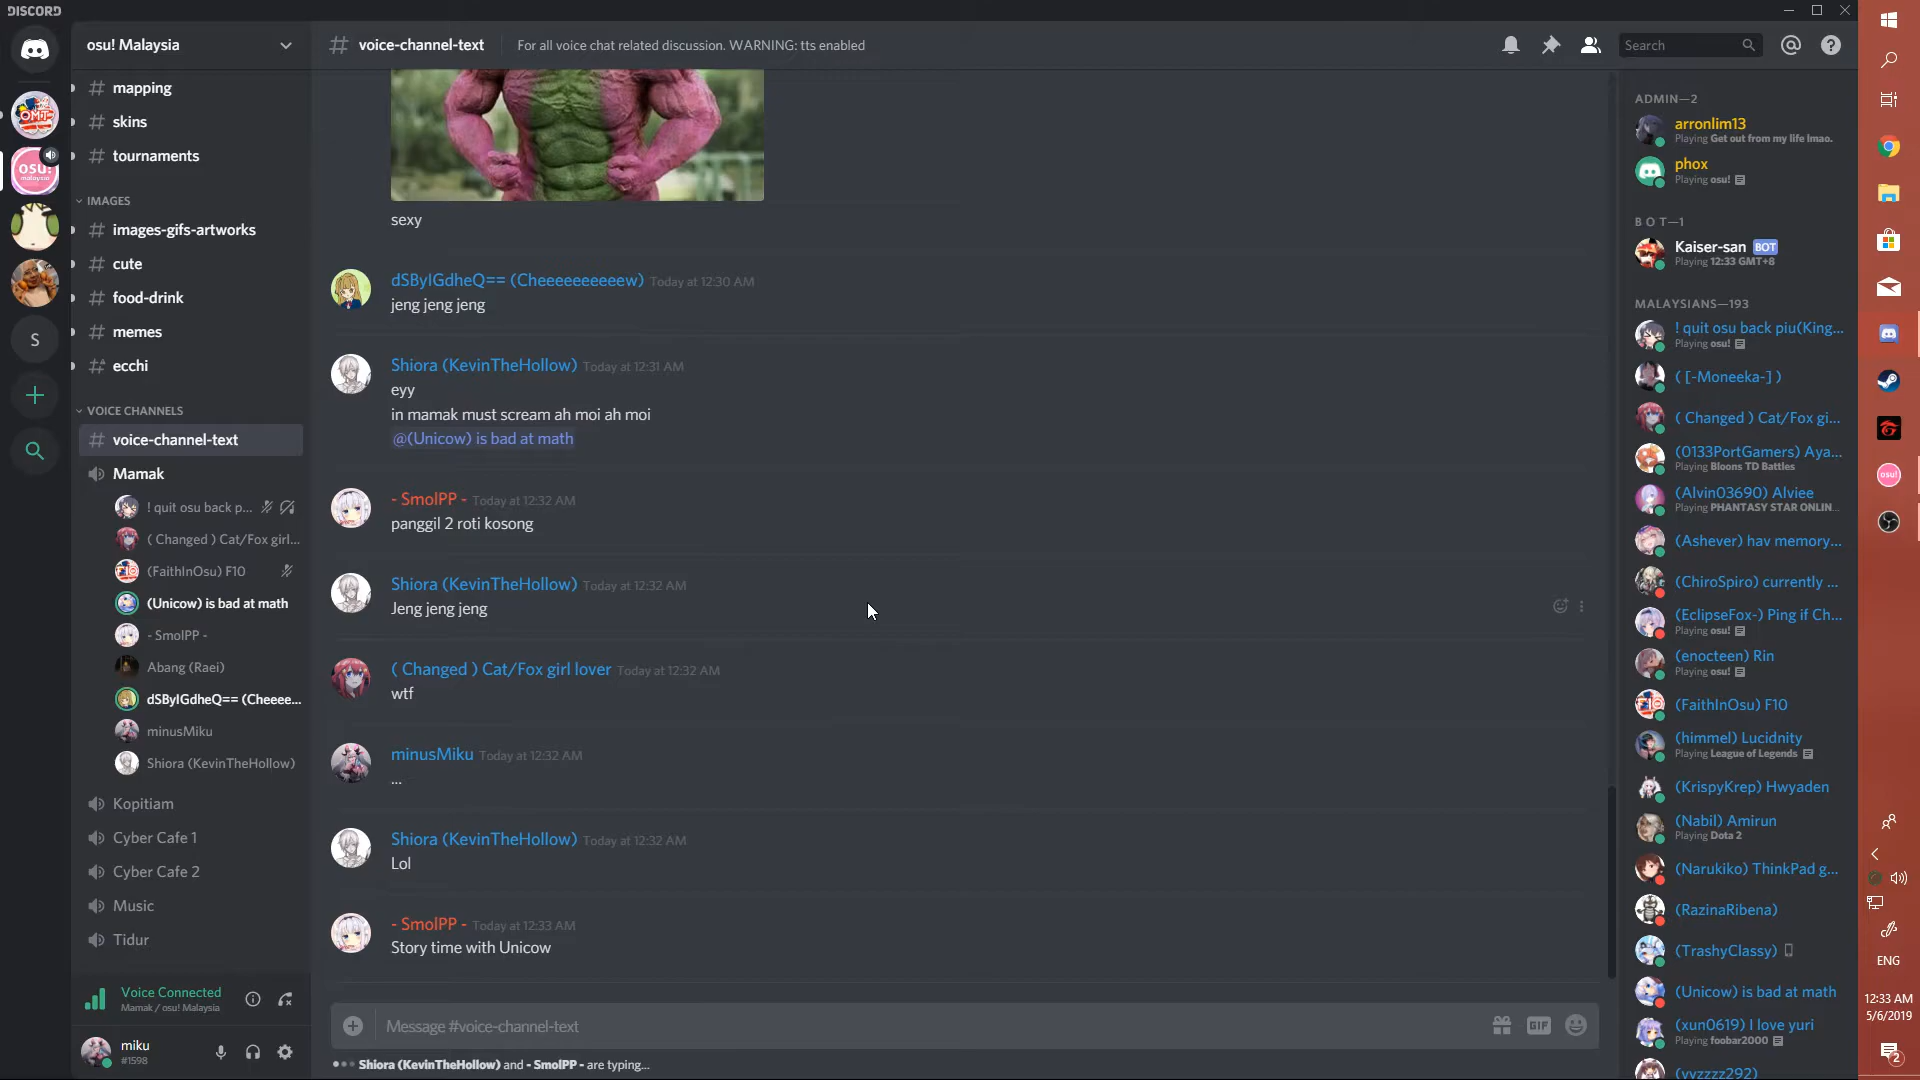 DISCORD
osu! Malaysia
mapping
skins
tournaments
IMAGES
images-gifs-artworks
cute
food-drink
memes
ecchi
VOICE CHANNELS
voice-channel-text
Mamak
! quit osu back p...
( Changed ) Cat/Fox girl...
(FaithInOsu) F10
(Unicow) is bad at math
- SmolPP -
Abang (Raei)
dSByIGdheQ== (Cheeee...
minusMiku
Shiora (KevinTheHollow)
Kopitiam
Cyber Cafe 1
Cyber Cafe 2
Music
Tidur
Voice Connected
Mamak / osu! Malaysia
miku
#1598
OMT
osu!
malaysia
S
# voice-channel-text
For all voice chat related discussion. WARNING: tts enabled
Search
sexy
dSByIGdheQ== (Cheeeeeeeeeew) Today at 12:30 AM
jeng jeng jeng
Shiora (KevinTheHollow) Today at 12:31 AM
eyy
in mamak must scream ah moi ah moi
@(Unicow) is bad at math
- SmolPP - Today at 12:32 AM
panggil 2 roti kosong
Shiora (KevinTheHollow) Today at 12:32 AM
Jeng jeng jeng
( Changed ) Cat/Fox girl lover Today at 12:32 AM
wtf
minusMiku Today at 12:32 AM
...
Shiora (KevinTheHollow) Today at 12:32 AM
Lol
- SmolPP - Today at 12:33 AM
Story time with Unicow
Message #voice-channel-text
GIF
Shiora (KevinTheHollow) and - SmolPP - are typing...
ADMIN—2
arronlim13
Playing Get out from my life lmao.
phox
Playing osu!
B O T—1
Kaiser-san BOT
Playing 12:33 GMT+8
MALAYSIANS—193
! quit osu back piu(King...
Playing osu!
( [-Moneeka-] )
( Changed ) Cat/Fox gi...
(0133PortGamers) Aya...
Playing Bloons TD Battles
(Alvin03690) Alviee
Playing PHANTASY STAR ONLIN...
(Ashever) hav memory...
(ChiroSpiro) currently ...
(EclipseFox-) Ping if Ch...
Playing osu!
(enocteen) Rin
Playing osu!
(FaithInOsu) F10
(himmel) Lucidnity
Playing League of Legends
(KrispyKrep) Hwyaden
(Nabil) Amirun
Playing Dota 2
(Narukiko) ThinkPad g...
(RazinaRibena)
(TrashyClassy)
(Unicow) is bad at math
(xun0619) I love yuri
Playing foobar2000
(vvzzzz292)
osu!
ENG
12:33 AM
5/6/2019
2